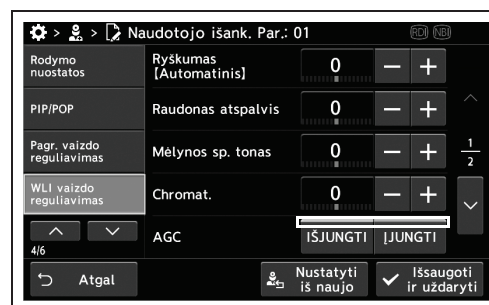 > > Naudotojo išank. Par.: 01
RDI NBI
Rodymo
nuostatos
PIP/POP
Pagr. vaizdo
reguliavimas
WLI vaizdo
reguliavimas
4/6
Ryškumas
[Automatinis]
0 − +
Raudonas atspalvis
0 − +
Mėlynos sp. tonas
0 − +
Chromat.
0 − +
AGC
IŠJUNGTI ĮJUNGTI
1
2
Atgal
Nustatyti
iš naujo
Išsaugoti
ir uždaryti